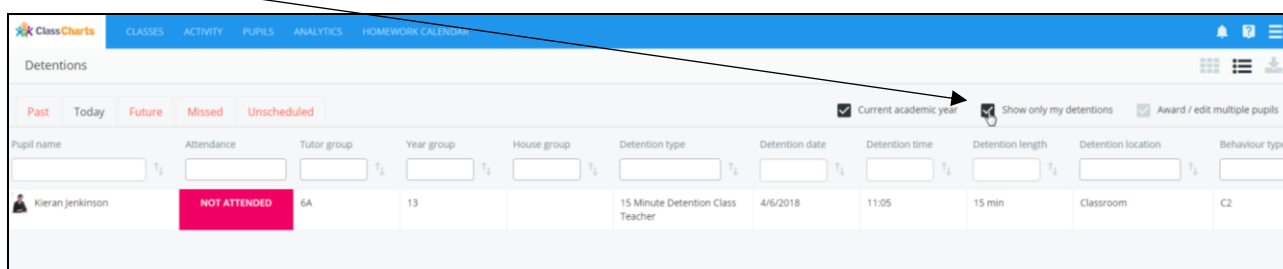 ClassCharts CLASSES ACTIVITY PUPILS ANALYTICS HOMEWORK CALENDAR
Detentions
Past Today Future Missed Unscheduled Current academic year Show only my detentions Award / edit multiple pupils
Pupil name Attendance Tutor group Year group House group Detention type Detention date Detention time Detention length Detention location Behaviour type
Kieran Jenkinson NOT ATTENDED 6A 13 15 Minute Detention Class 4/6/2018 11:05 15 min Classroom C2
Teacher